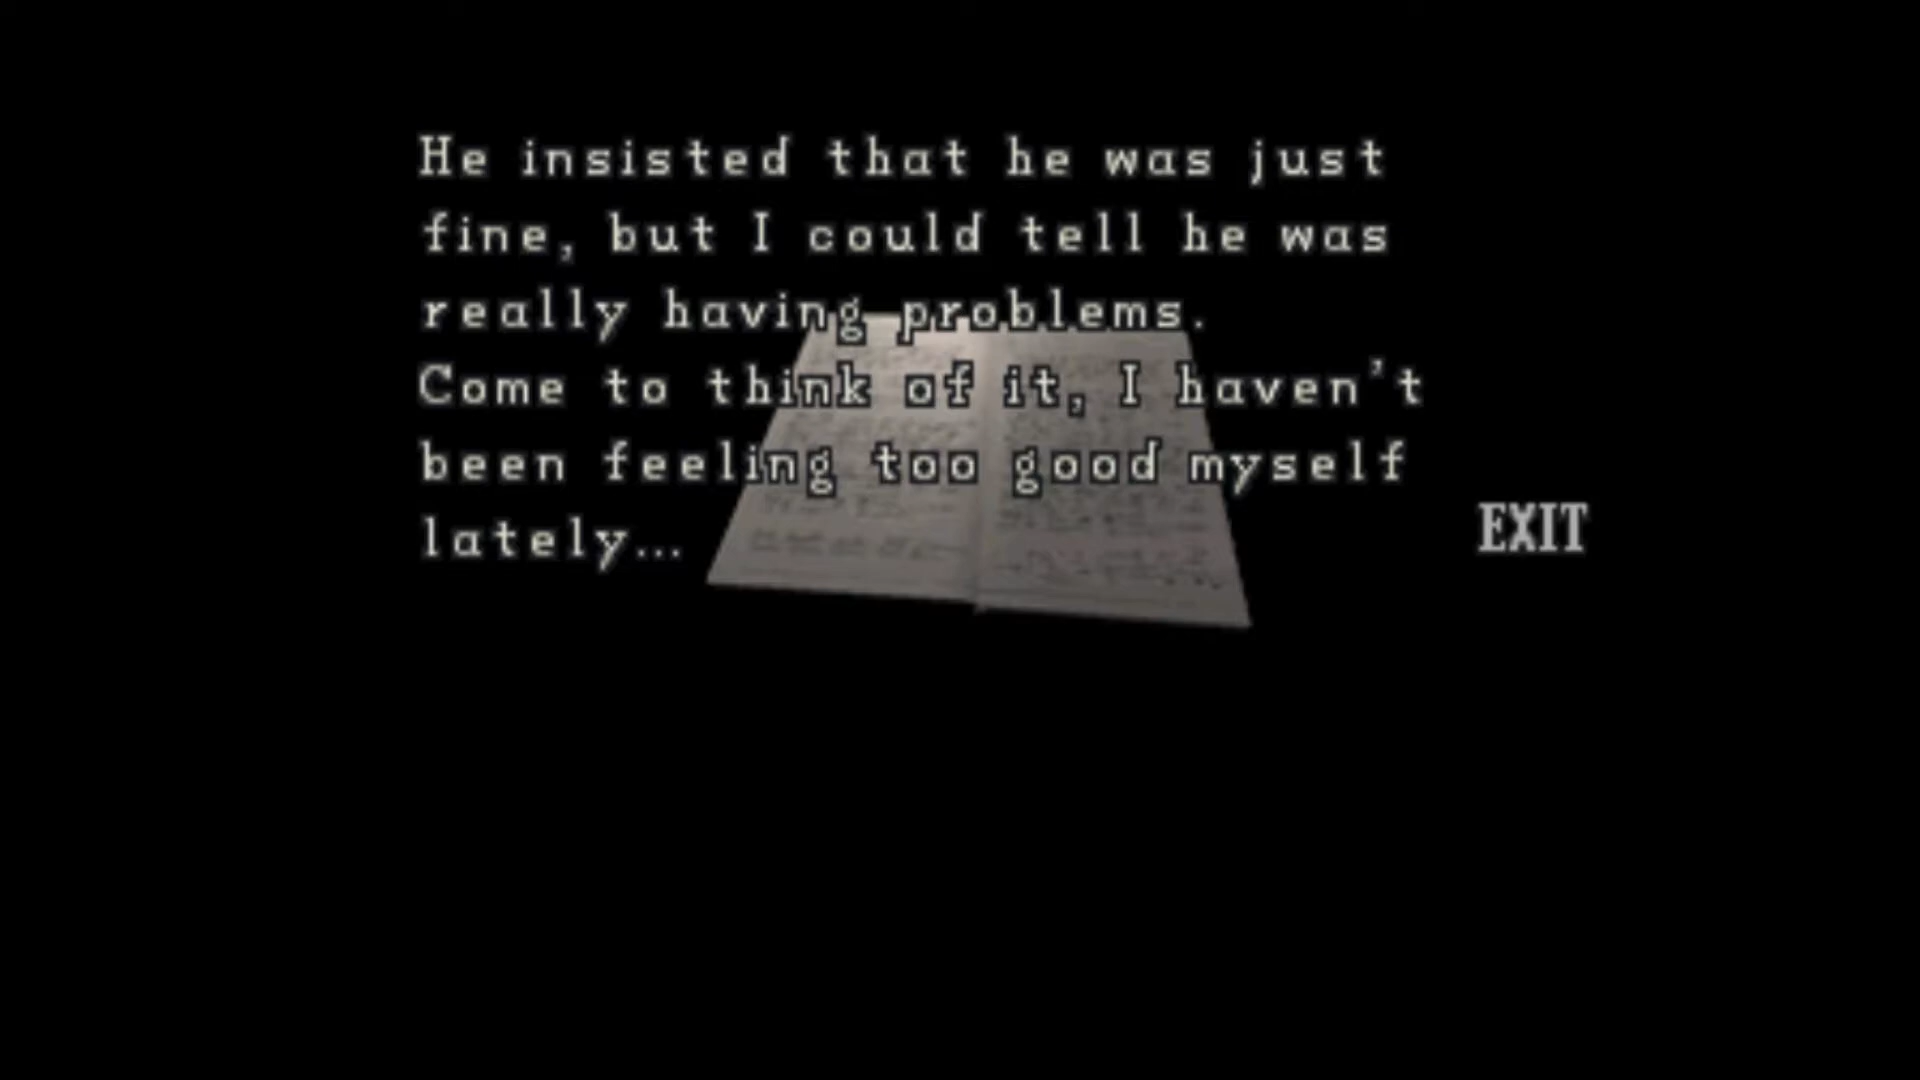 He insisted that he was just
fine, but I could tell he was
really having problems.
Come to think of it, I haven't
been feeling too good myself
lately...
EXIT